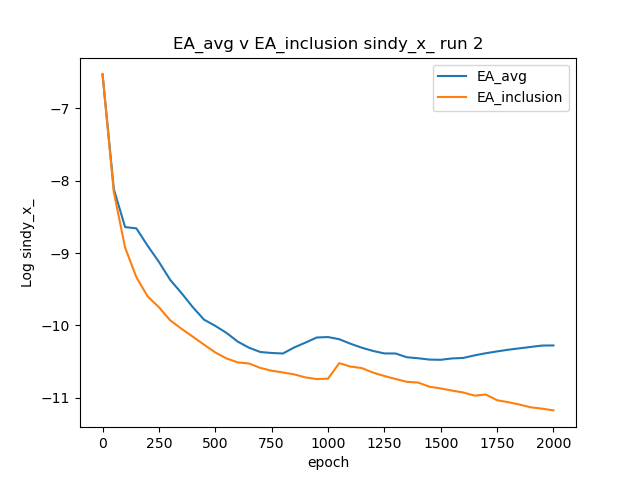 EA_avg v EA_inclusion sindy_x_ run 2
EA_avg
EA_inclusion
Log sindy_x_
−7
−8
−9
−10
−11
0 250 500 750 1000 1250 1500 1750 2000
epoch